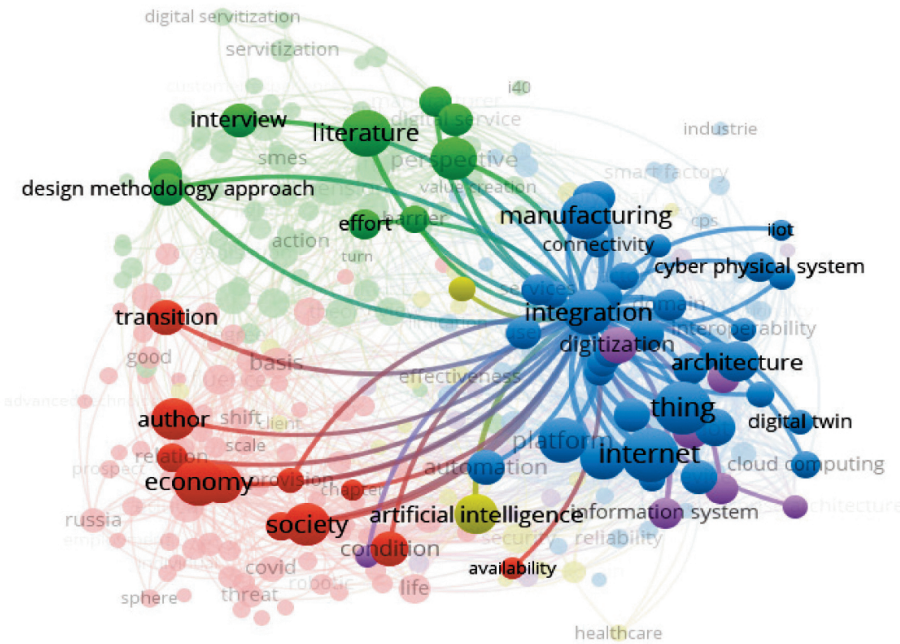 digital servitization
servitization
i40
interview
literature
digital service
industrie
smes
perspective
smart factory
design methodology approach
value creation
manufacturing
cps
effort
barrier
iiot
action
connectivity
turn
cyber physical system
services
transition
integration
domain
digitization
interoperability
good
basis
effectiveness
architecture
author
shift
client
thing
digital twin
scale
relation
platform
prospect
economy
provision
automation
internet
cloud computing
chapter
russia
society
artificial intelligence
information system
architecture
condition
security
reliability
covid
robotic
availability
life
sphere
threat
healthcare